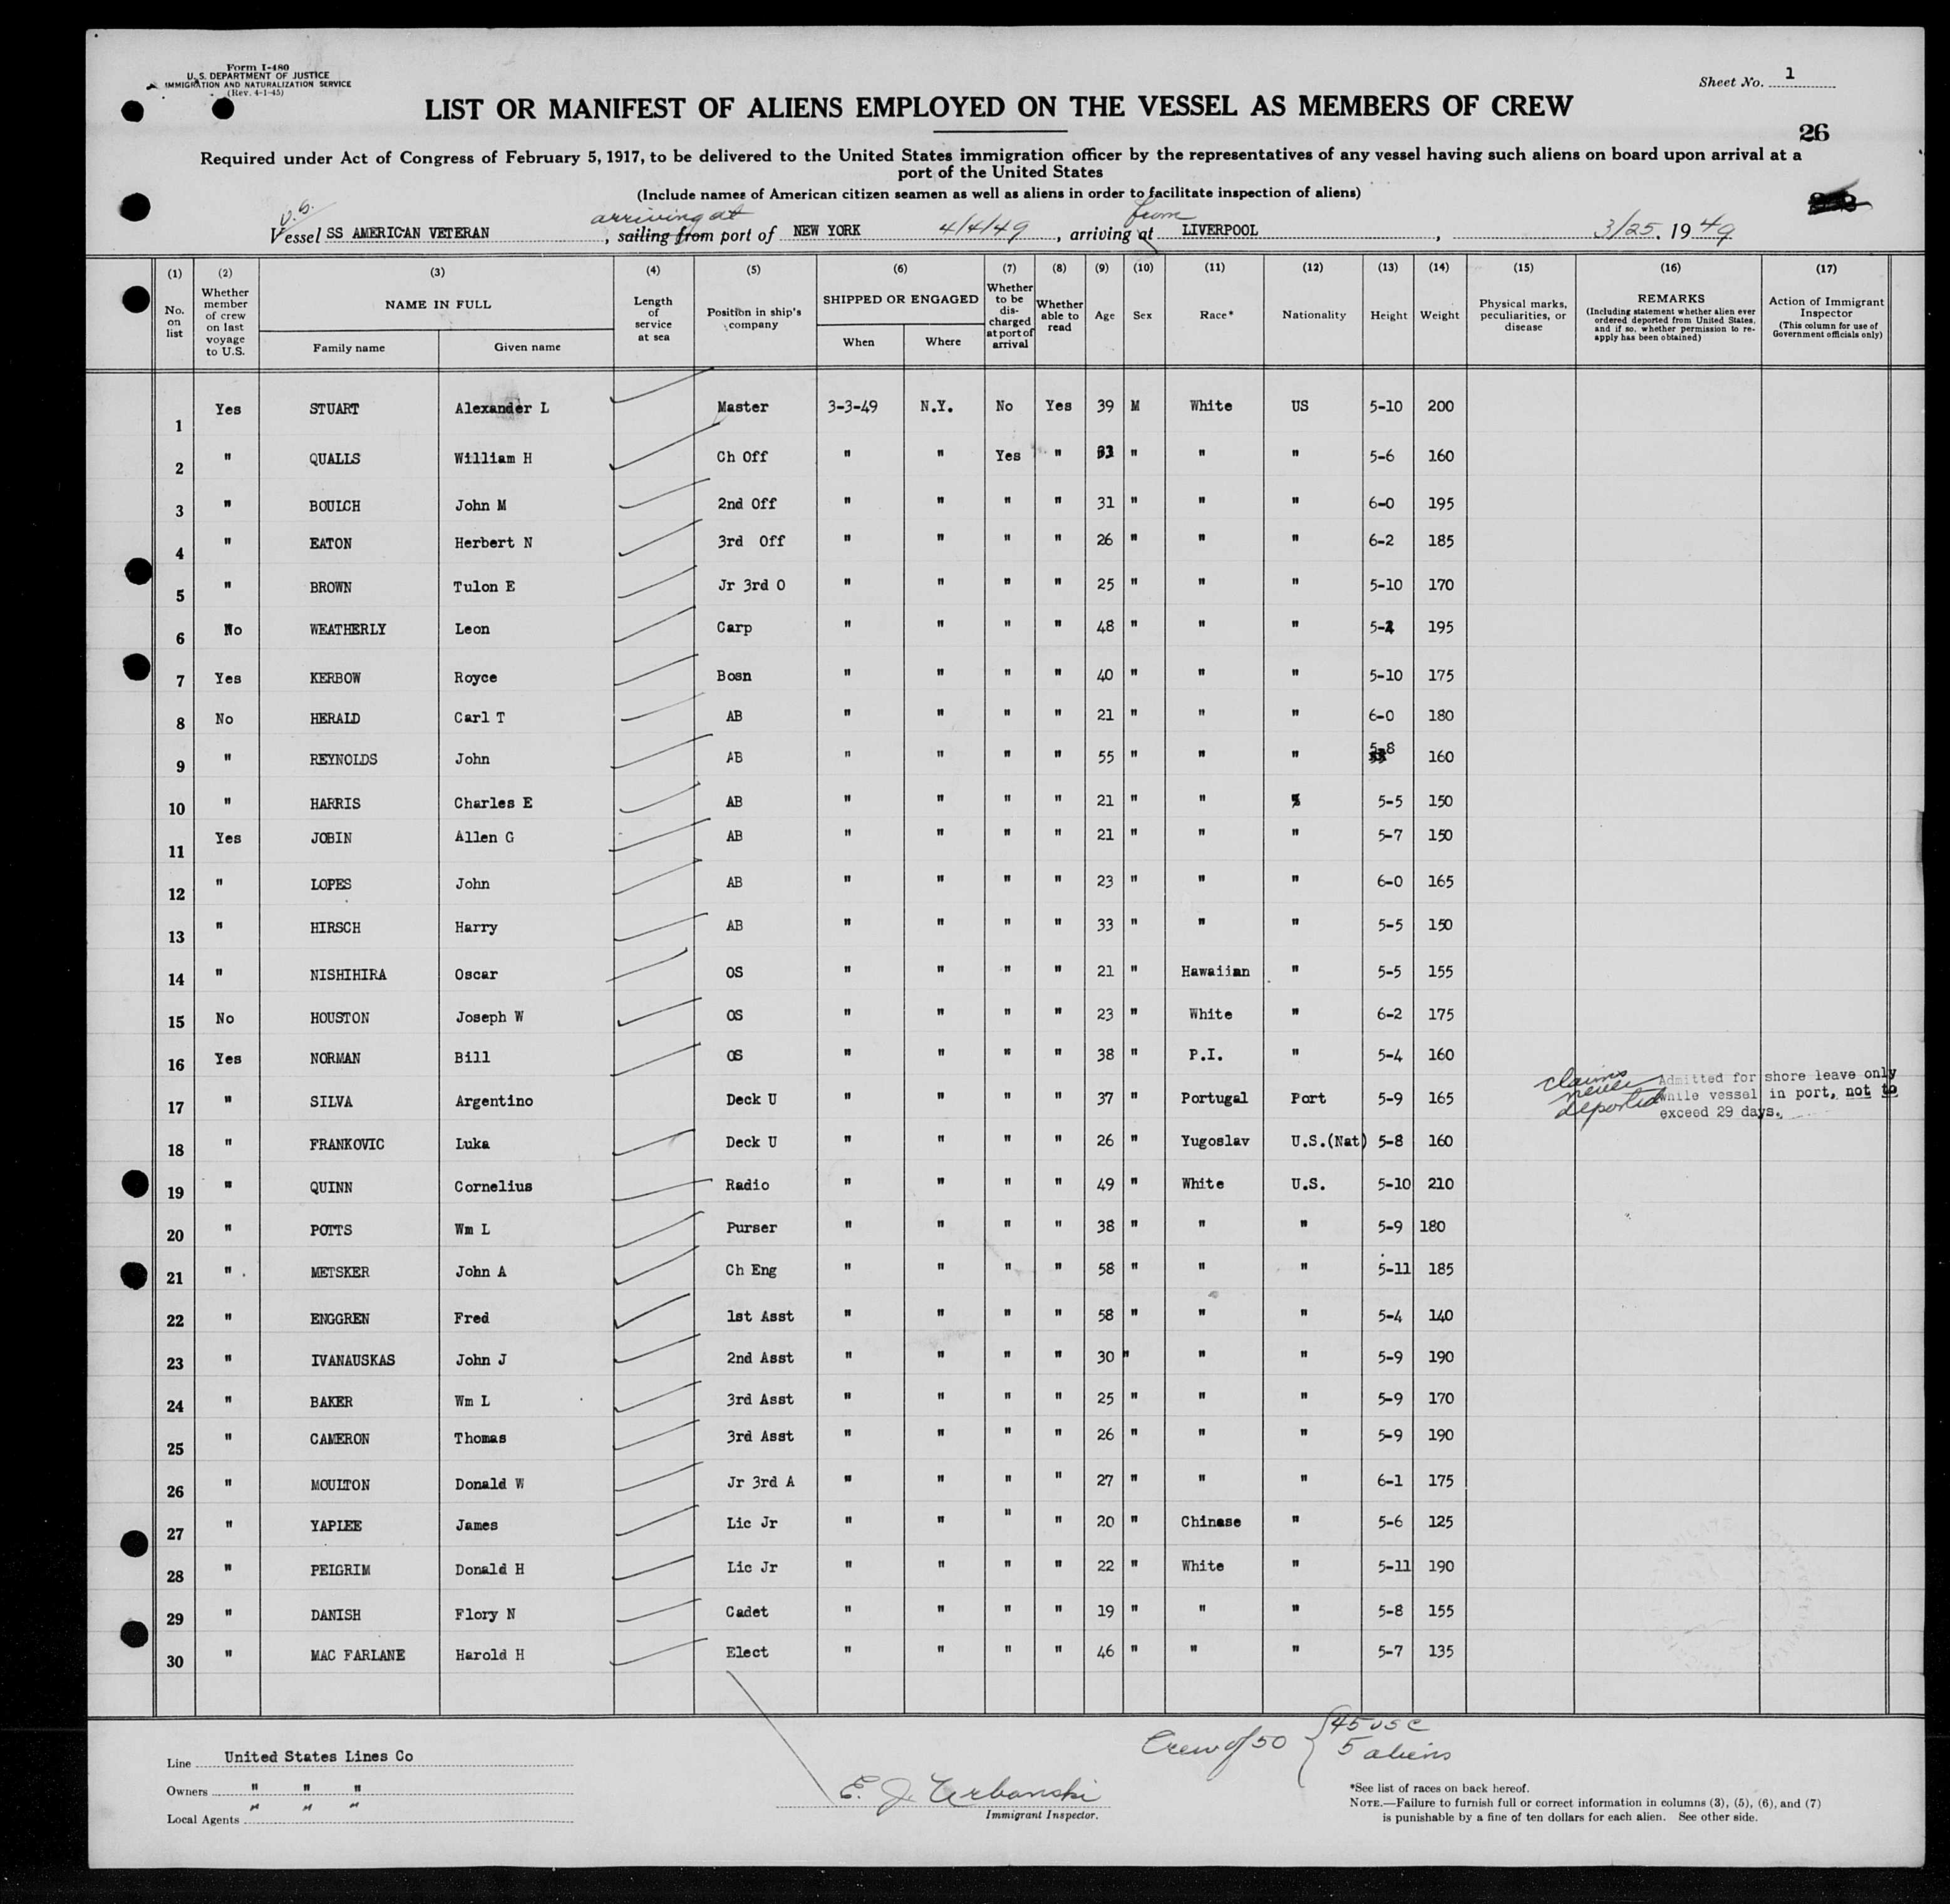 Form I-480
U. S. DEPARTMENT OF JUSTICE
IMMIGRATION AND NATURALIZATION SERVICE
(Rev. 4-1-45)
Sheet No. 1
LIST OR MANIFEST OF ALIENS EMPLOYED ON THE VESSEL AS MEMBERS OF CREW
26
Required under Act of Congress of February 5, 1917, to be delivered to the United States immigration officer by the representatives of any vessel having such aliens on board upon arrival at a
port of the United States
(Include names of American citizen seamen as well as aliens in order to facilitate inspection of aliens)
arriving at from
Vessel SS AMERICAN VETERAN, sailing from port of NEW YORK 4/4/49, arriving at LIVERPOOL, 3/25, 1949
(1) (2) (3) (4) (5) (6) (7) (8) (9) (10) (11) (12) (13) (14) (15) (16) (17)
No. on list Whether member of crew on last voyage to U.S. NAME IN FULL Length of service at sea Position in ship's company SHIPPED OR ENGAGED Whether to be discharged at port of arrival Whether able to read Age Sex Race* Nationality Height Weight Physical marks, peculiarities, or disease REMARKS (Including statement whether alien ever ordered deported from United States, and if so, whether permission to reapply has been obtained) Action of Immigrant Inspector (This column for use of Government officials only)
Family name Given name When Where
1 Yes STUART Alexander L Master 3-3-49 N.Y. No Yes 39 M White US 5-10 200
2 " QUALLS William H Ch Off " " Yes " " " " 5-6 160
3 " BOULCH John M 2nd Off " " " " 31 " " " 6-0 195
4 " EATON Herbert N 3rd Off " " " " 26 " " " 6-2 185
5 " BROWN Tulon E Jr 3rd O " " " " 25 " " " 5-10 170
6 No WEATHERLY Leon Carp " " " " 48 " " " 195
7 Yes KERBOW Royce Bosn " " " " 40 " " " 5-10 175
8 No HERALD Carl T AB " " " " 21 " " " 6-0 180
9 " REYNOLDS John AB " " " " 55 " " " 5-8 160
10 " HARRIS Charles E AB " " " " 21 " " " 5-5 150
11 Yes JOBIN Allen G AB " " " " 21 " " " 5-7 150
12 " LOPES John AB " " " " 23 " " " 6-0 165
13 " HIRSCH Harry AB " " " " 33 " " " 5-5 150
14 " NISHIHIRA Oscar OS " " " " 21 " Hawaiian " 5-5 155
15 No HOUSTON Joseph W OS " " " " 23 " White " 6-2 175
16 Yes NORMAN Bill OS " " " " 38 " P.I. " 5-4 160
17 " SILVA Argentino Deck U " " " " 37 " Portugal Port 5-9 165 claims never deported Admitted for shore leave only while vessel in port, not to exceed 29 days.
18 " FRANKOVIC Luka Deck U " " " " 26 " Yugoslav U.S.(Nat) 5-8 160
19 " QUINN Cornelius Radio " " " " 49 " White U.S. 5-10 210
20 " POTTS Wm L Purser " " " " 38 " " " 5-9 180
21 " METSKER John A Ch Eng " " " " 58 " " " 5-11 185
22 " ENGGREN Fred 1st Asst " " " " 58 " " " 5-4 140
23 " IVANAUSKAS John J 2nd Asst " " " " 30 " " " 5-9 190
24 " BAKER Wm L 3rd Asst " " " " 25 " " " 5-9 170
25 " CAMERON Thomas 3rd Asst " " " " 26 " " " 5-9 190
26 " MOULTON Donald W Jr 3rd A " " " " 27 " " " 6-1 175
27 " YAPLEE James Lic Jr " " " " 20 " Chinese " 5-6 125
28 " PELGRIM Donald H Lic Jr " " " " 22 " White " 5-11 190
29 " DANISH Flory N Cadet " " " " 19 " " " 5-8 155
30 " MAC FARLANE Harold H Elect " " " " 46 " " " 5-7 135
Crew of 50 { 45 USC
5 aliens
Line United States Lines Co
Owners " " "
Local Agents " " "
E. J. Urbanski
Immigrant Inspector.
*See list of races on back hereof.
NOTE.—Failure to furnish full or correct information in columns (3), (5), (6), and (7)
is punishable by a fine of ten dollars for each alien. See other side.